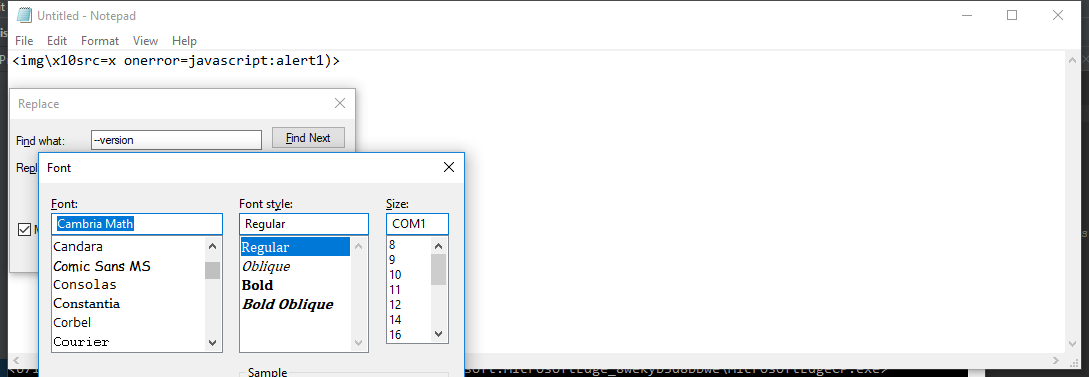 Untitled - Notepad
File Edit Format View Help
<img\x10src=x onerror=javascript:alert1)>
Replace
Find what: --version Find Next
Repl
Font
Font: Font style: Size:
Cambria Math Regular COM1
Candara Regular 8
Comic Sans MS Oblique 9
Consolas Bold 10
Constantia Bold Oblique 11
Corbel 12
Courier 14
16
Sample